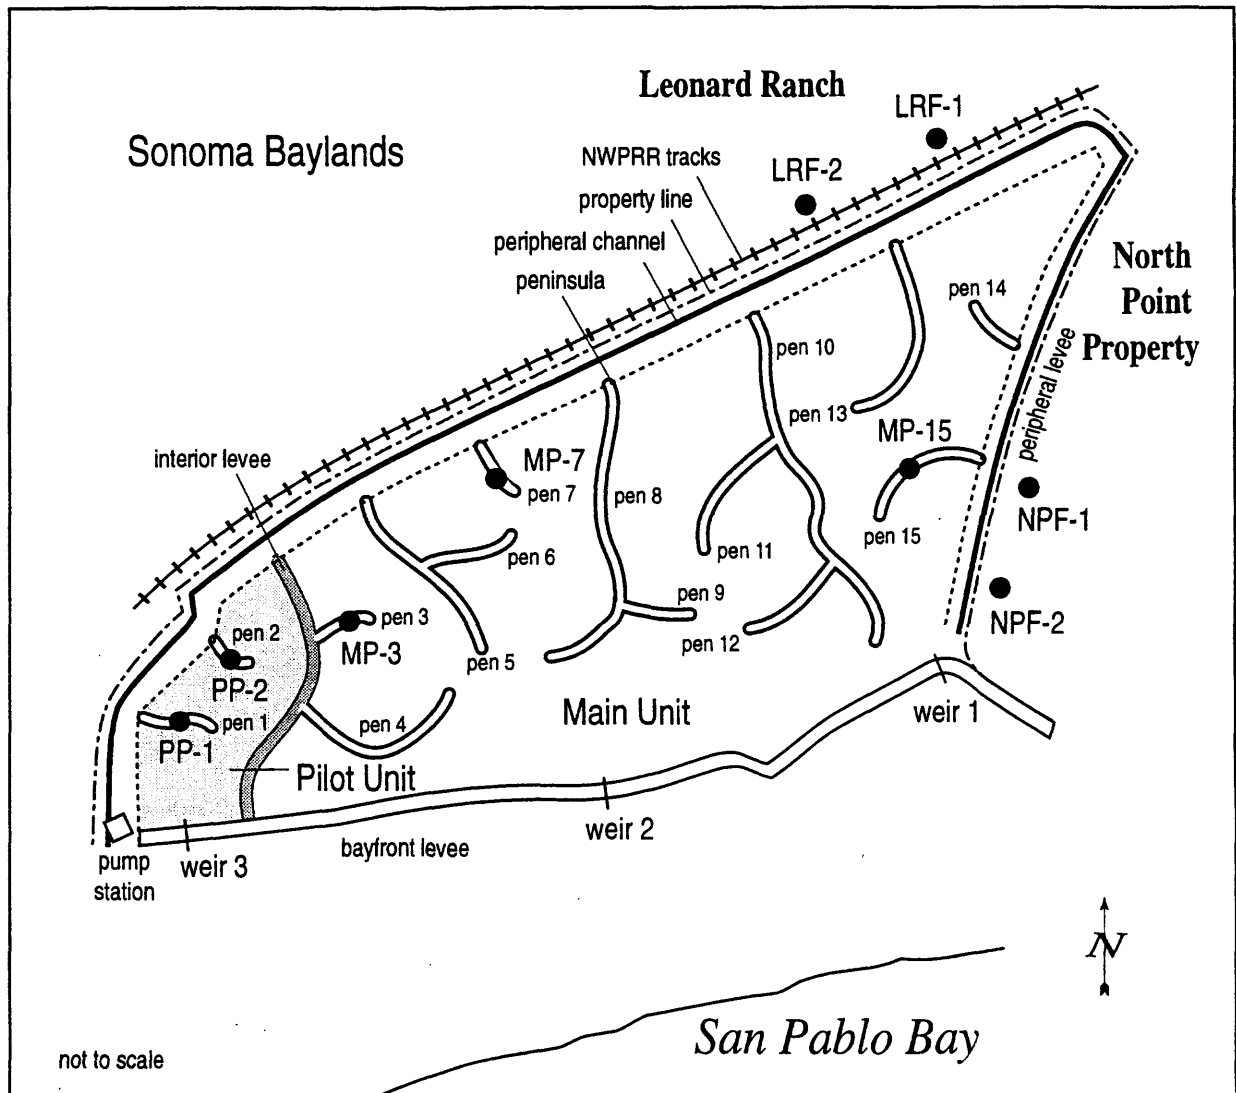 Leonard Ranch
LRF-1
Sonoma Baylands
NWPRR tracks
LRF-2
property line
peripheral channel
peninsula
North
Point
Property
pen 14
peripheral levee
pen 10
pen 13
MP-15
interior levee
MP-7
pen 7
pen 8
NPF-1
pen 15
pen 11
pen 6
pen 9
pen 3
NPF-2
pen 2
MP-3
pen 12
pen 5
PP-2
pen 1
pen 4
Main Unit
weir 1
PP-1
Pilot Unit
weir 2
bayfront levee
pump
station
weir 3
N
San Pablo Bay
not to scale